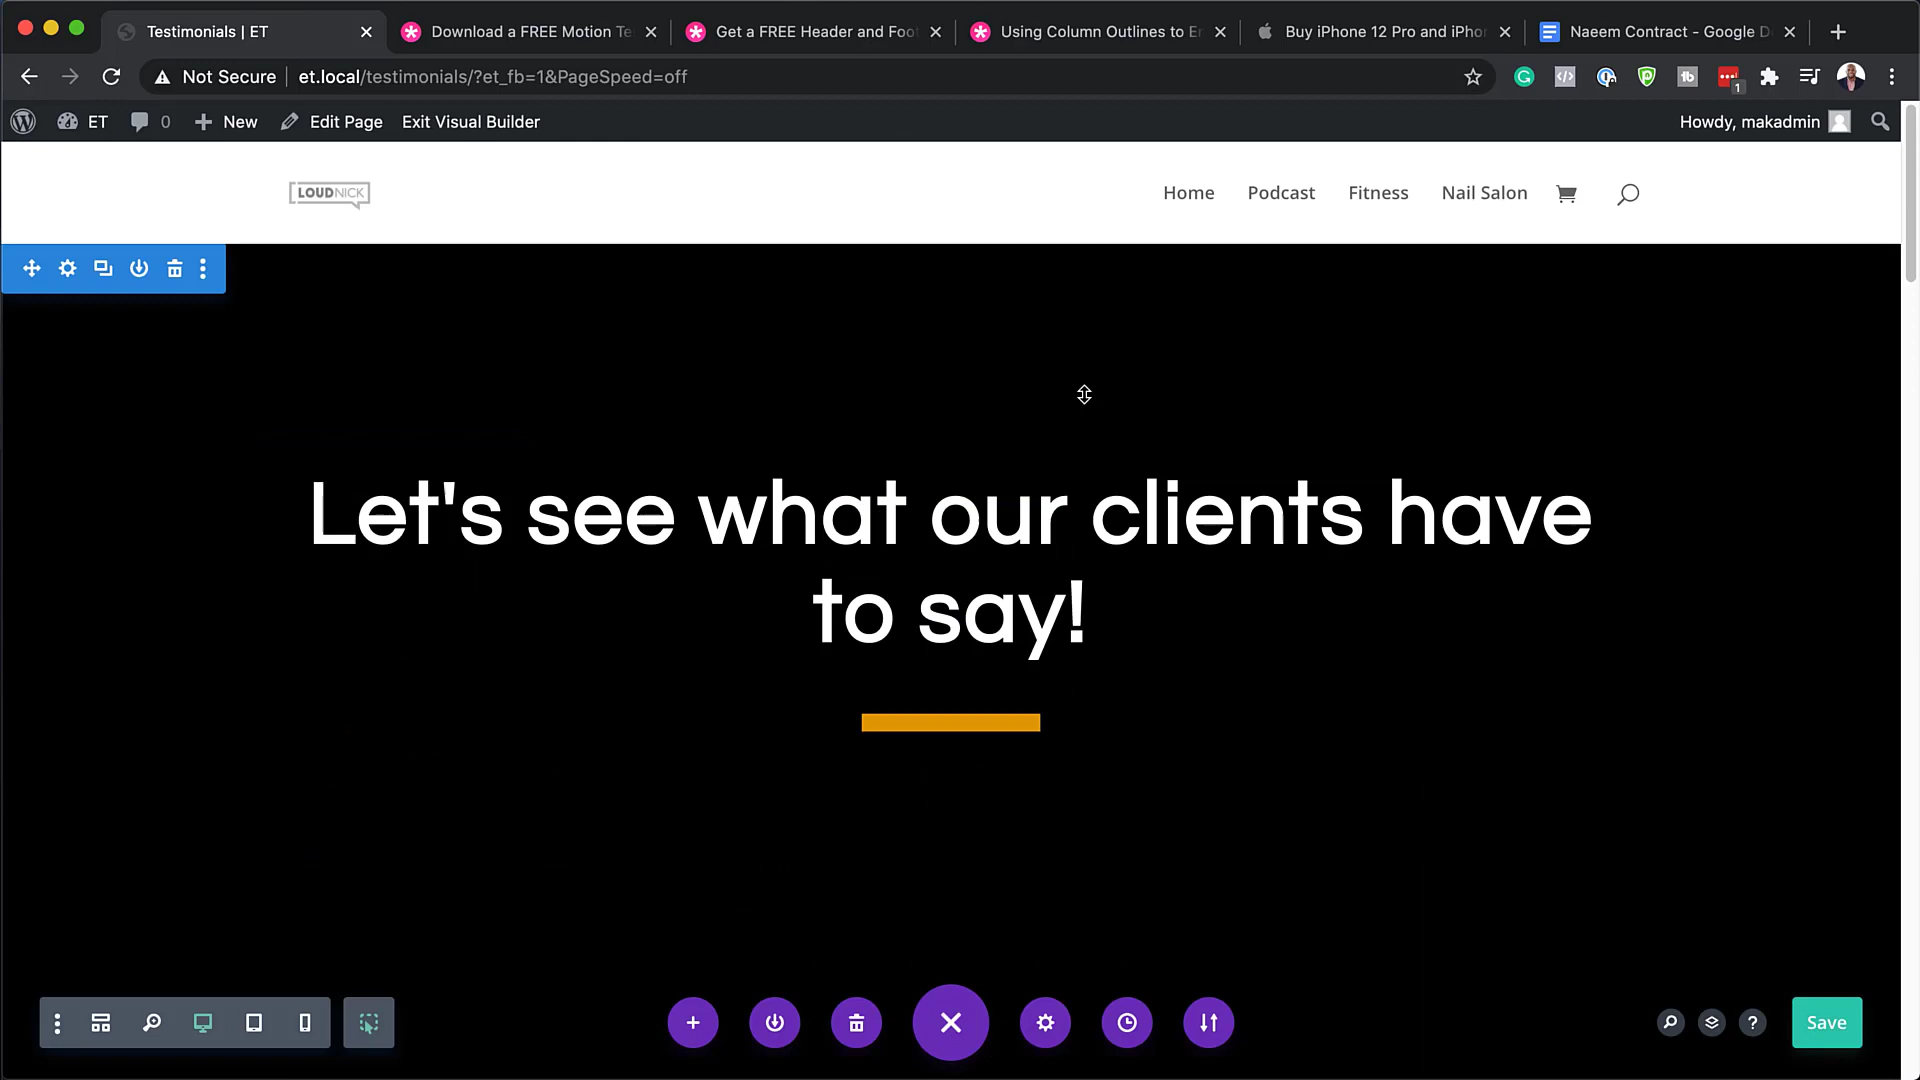 Testimonials | ET
Download a FREE Motion Te
Get a FREE Header and Foot
Using Column Outlines to E
Buy iPhone 12 Pro and iPho
Naeem Contract - Google D
Not Secure
et.local/testimonials/?et_fb=1&PageSpeed=off
1
ET
0
New
Edit Page
Exit Visual Builder
Howdy, makadmin
LOUDNICK
Home
Podcast
Fitness
Nail Salon
Let's see what our clients have
to say!
Save